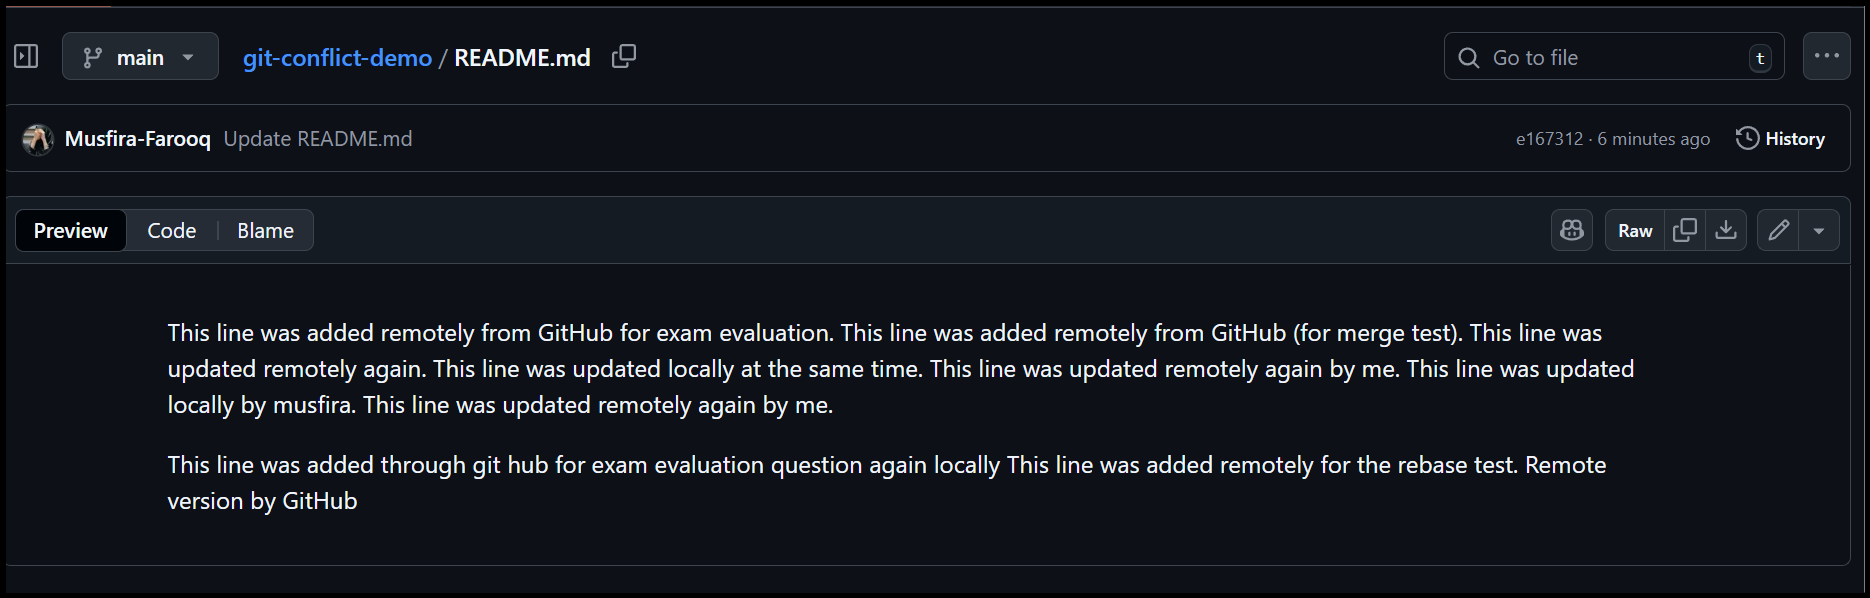 main
git-conflict-demo / README.md
Go to file
t
Musfira-Farooq Update README.md
e167312 · 6 minutes ago
History
Preview
Code
Blame
Raw
This line was added remotely from GitHub for exam evaluation. This line was added remotely from GitHub (for merge test). This line was
updated remotely again. This line was updated locally at the same time. This line was updated remotely again by me. This line was updated
locally by musfira. This line was updated remotely again by me.
This line was added through git hub for exam evaluation question again locally This line was added remotely for the rebase test. Remote
version by GitHub